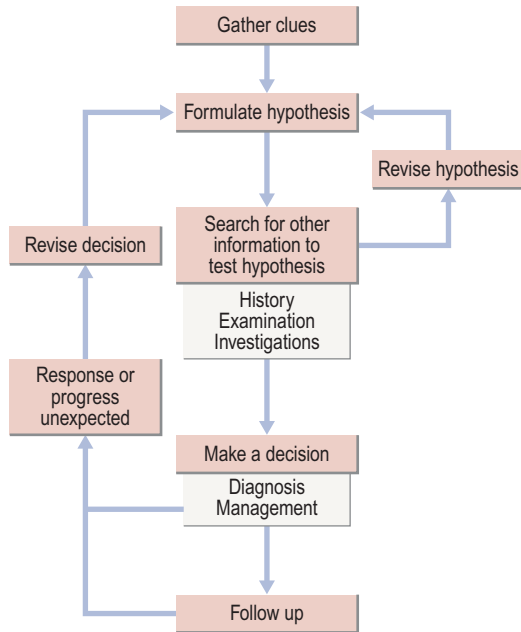 Gather clues
Formulate hypothesis
Revise hypothesis
Search for other
information to
test hypothesis
Revise decision
History
Examination
Investigations
Response or
progress
unexpected
Make a decision
Diagnosis
Management
Follow up